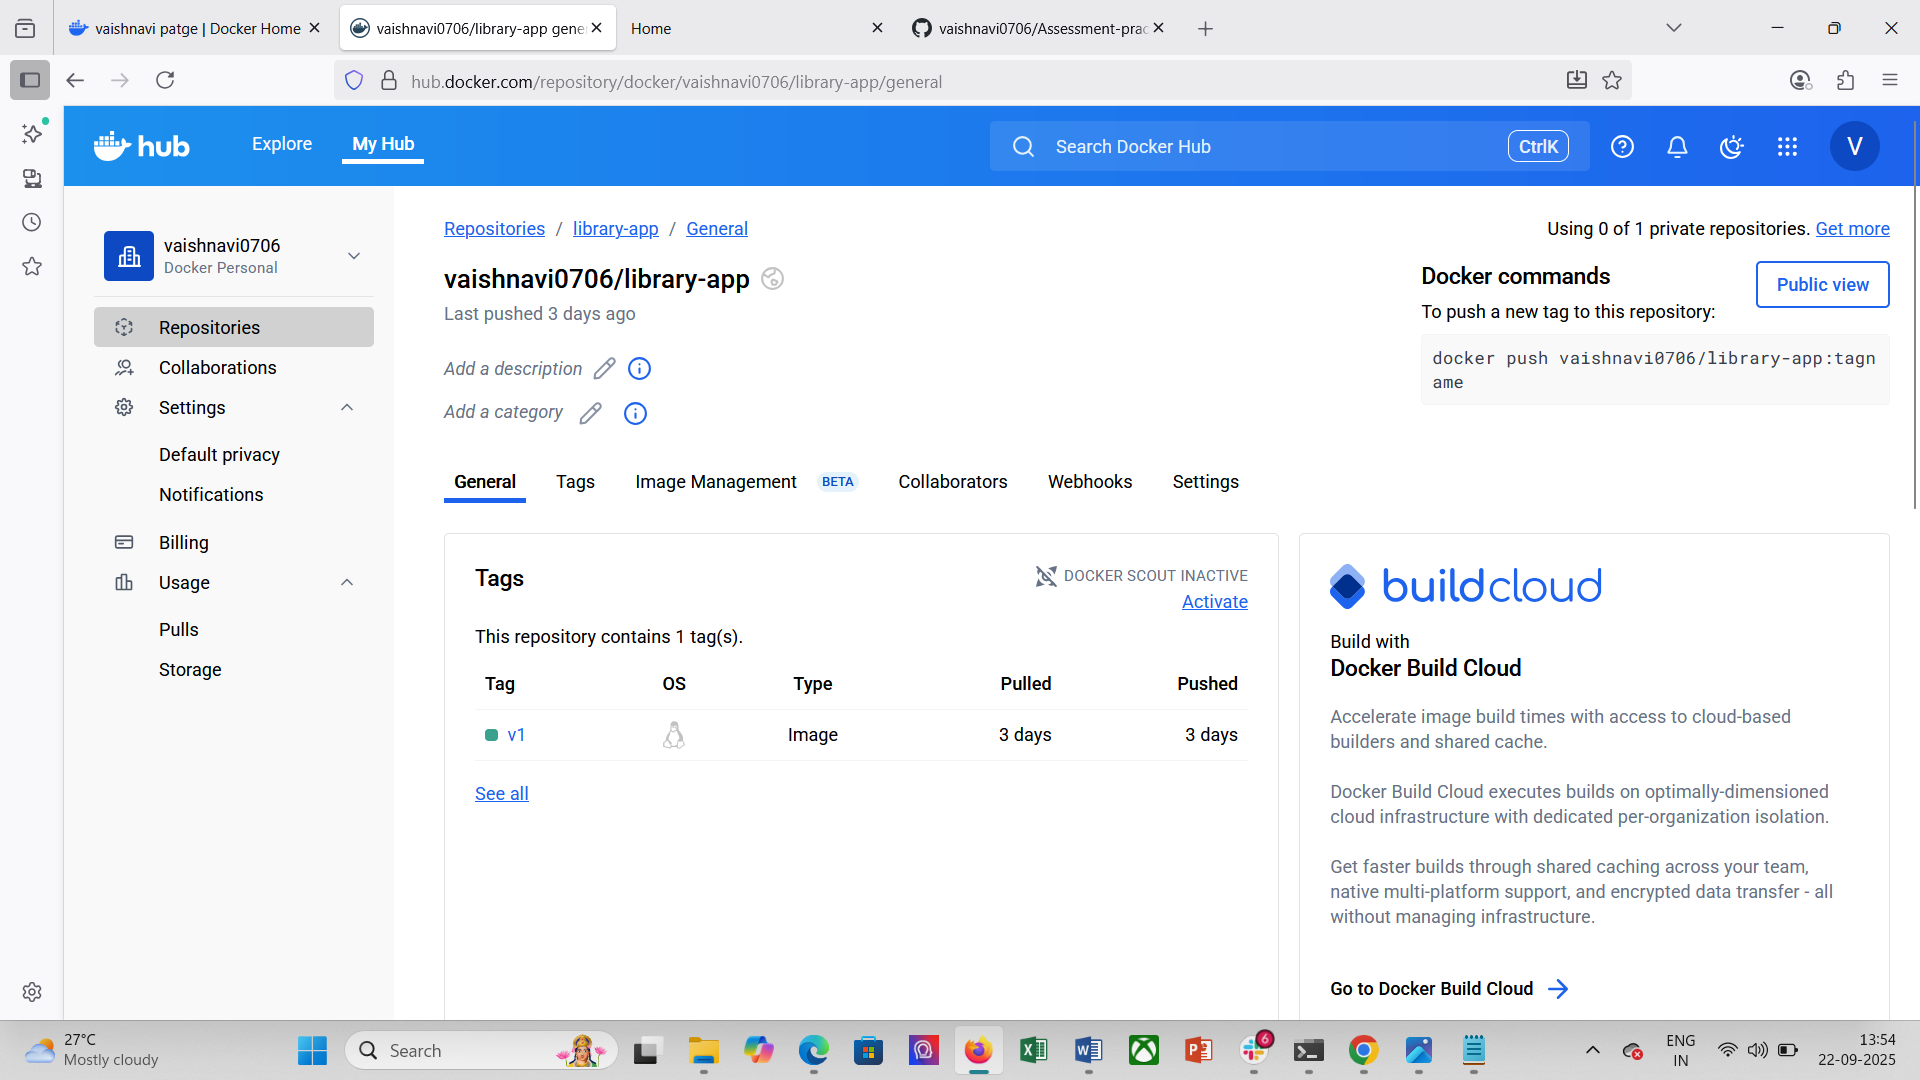 vaishnavi patge | Docker Home
vaishnavi0706/library-app gene
Home
vaishnavi0706/Assessment-prac
hub.docker.com/repository/docker/vaishnavi0706/library-app/general
hub
Explore
My Hub
Search Docker Hub
CtrlK
V
vaishnavi0706
Docker Personal
Repositories
Collaborations
Settings
Default privacy
Notifications
Billing
Usage
Pulls
Storage
Repositories / library-app / General
Using 0 of 1 private repositories. Get more
vaishnavi0706/library-app
Last pushed 3 days ago
Add a description
Add a category
Docker commands
Public view
To push a new tag to this repository:
docker push vaishnavi0706/library-app:tagn
ame
General Tags Image Management BETA Collaborators Webhooks Settings
Tags
DOCKER SCOUT INACTIVE
Activate
This repository contains 1 tag(s).
Tag OS Type Pulled Pushed
v1 Image 3 days 3 days
See all
buildcloud
Build with
Docker Build Cloud
Accelerate image build times with access to cloud-based
builders and shared cache.
Docker Build Cloud executes builds on optimally-dimensioned
cloud infrastructure with dedicated per-organization isolation.
Get faster builds through shared caching across your team,
native multi-platform support, and encrypted data transfer - all
without managing infrastructure.
Go to Docker Build Cloud
27°C
Mostly cloudy
Search
6
ENG
IN
13:54
22-09-2025